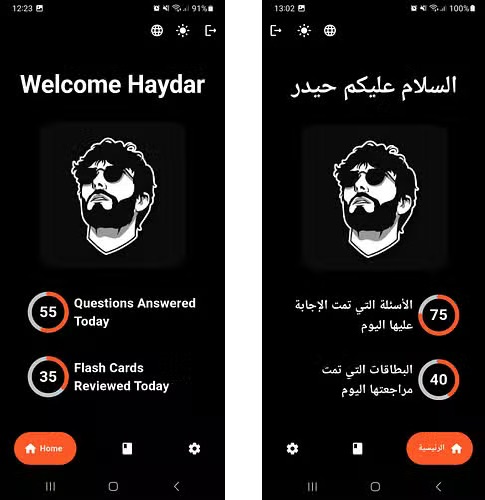 12:23
91%
Welcome Haydar
55
Questions Answered
Today
35
Flash Cards
Reviewed Today
Home
13:02
100%
السلام عليكم حيدر
75
الأسئلة التي تمت الإجابة
عليها اليوم
40
البطاقات التي تمت
مراجعتها اليوم
الرئيسية